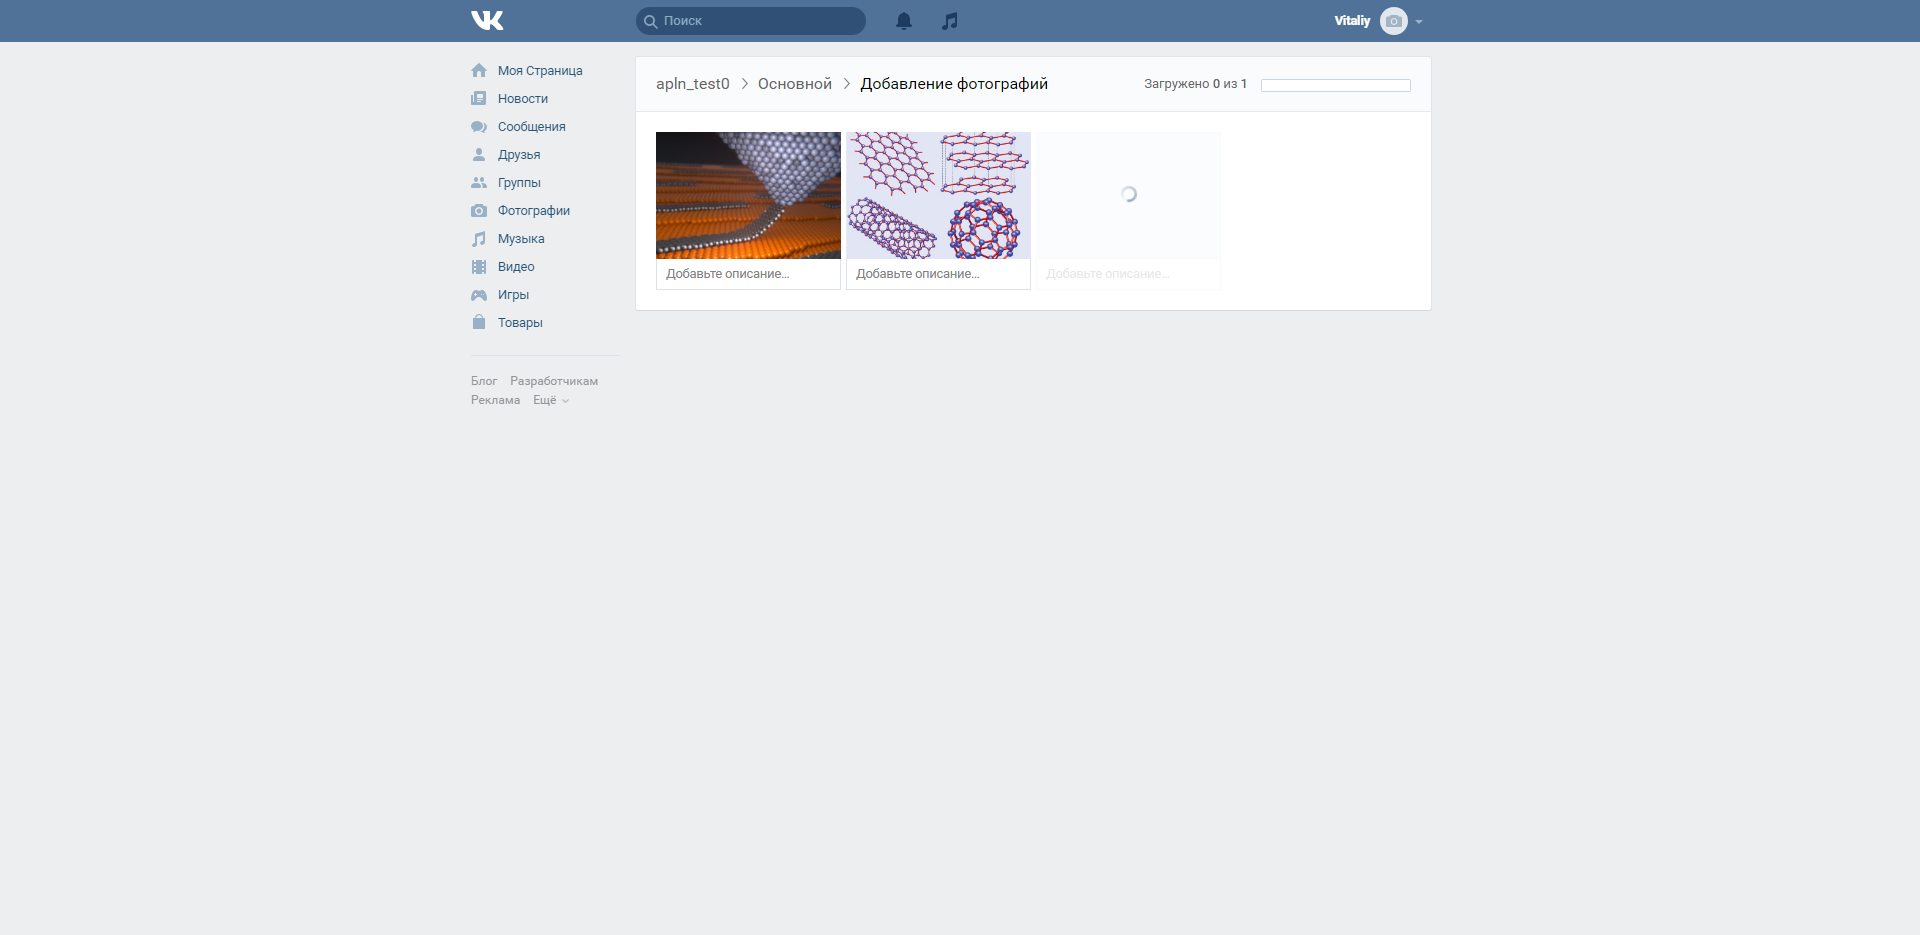 Поиск
Vitaliy
Моя Страница
Новости
Сообщения
Друзья
Группы
Фотографии
Музыка
Видео
Игры
Товары
Блог Разработчикам
Реклама Ещё
apln_test0 > Основной > Добавление фотографий
Загружено 0 из 1
Добавьте описание...
Добавьте описание...
Добавьте описание...